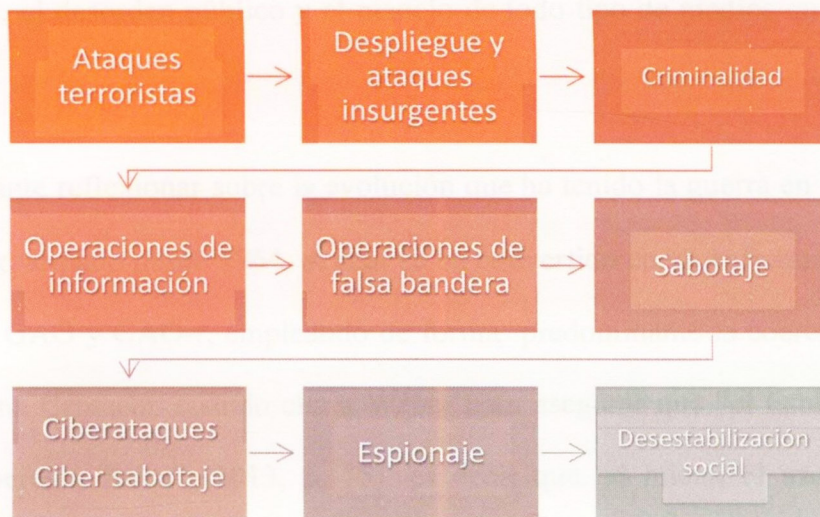 Ataques
terroristas
Despliegue y
ataques
insurgentes
Criminalidad
Operaciones de
información
Operaciones de
falsa bandera
Sabotaje
Ciberataques
Ciber sabotaje
Espionaje
Desestabilización
social